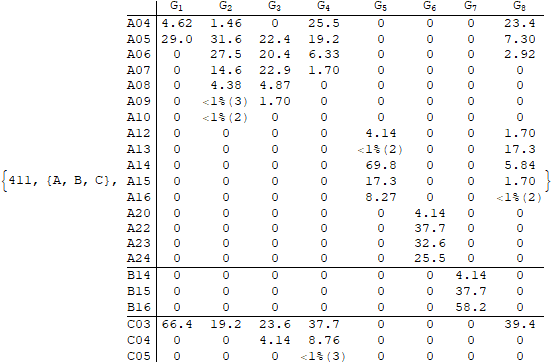 G1 G2 G3 G4 G5 G6 G7 G8
A04 4.62 1.46 0 25.5 0 0 0 23.4
A05 29.0 31.6 22.4 19.2 0 0 0 7.30
A06 0 27.5 20.4 6.33 0 0 0 2.92
A07 0 14.6 22.9 1.70 0 0 0 0
A08 0 4.38 4.87 0 0 0 0 0
A09 0 <1%(3) 1.70 0 0 0 0 0
A10 0 <1%(2) 0 0 0 0 0 0
A12 0 0 0 0 4.14 0 0 1.70
A13 0 0 0 0 <1%(2) 0 0 17.3
A14 0 0 0 0 69.8 0 0 5.84
{411, {A, B, C}, A15 0 0 0 0 17.3 0 0 1.70 }
A16 0 0 0 0 8.27 0 0 <1%(2)
A20 0 0 0 0 0 4.14 0 0
A22 0 0 0 0 0 37.7 0 0
A23 0 0 0 0 0 32.6 0 0
A24 0 0 0 0 0 25.5 0 0
B14 0 0 0 0 0 0 4.14 0
B15 0 0 0 0 0 0 37.7 0
B16 0 0 0 0 0 0 58.2 0
C03 66.4 19.2 23.6 37.7 0 0 0 39.4
C04 0 0 4.14 8.76 0 0 0 0
C05 0 0 0 <1%(3) 0 0 0 0